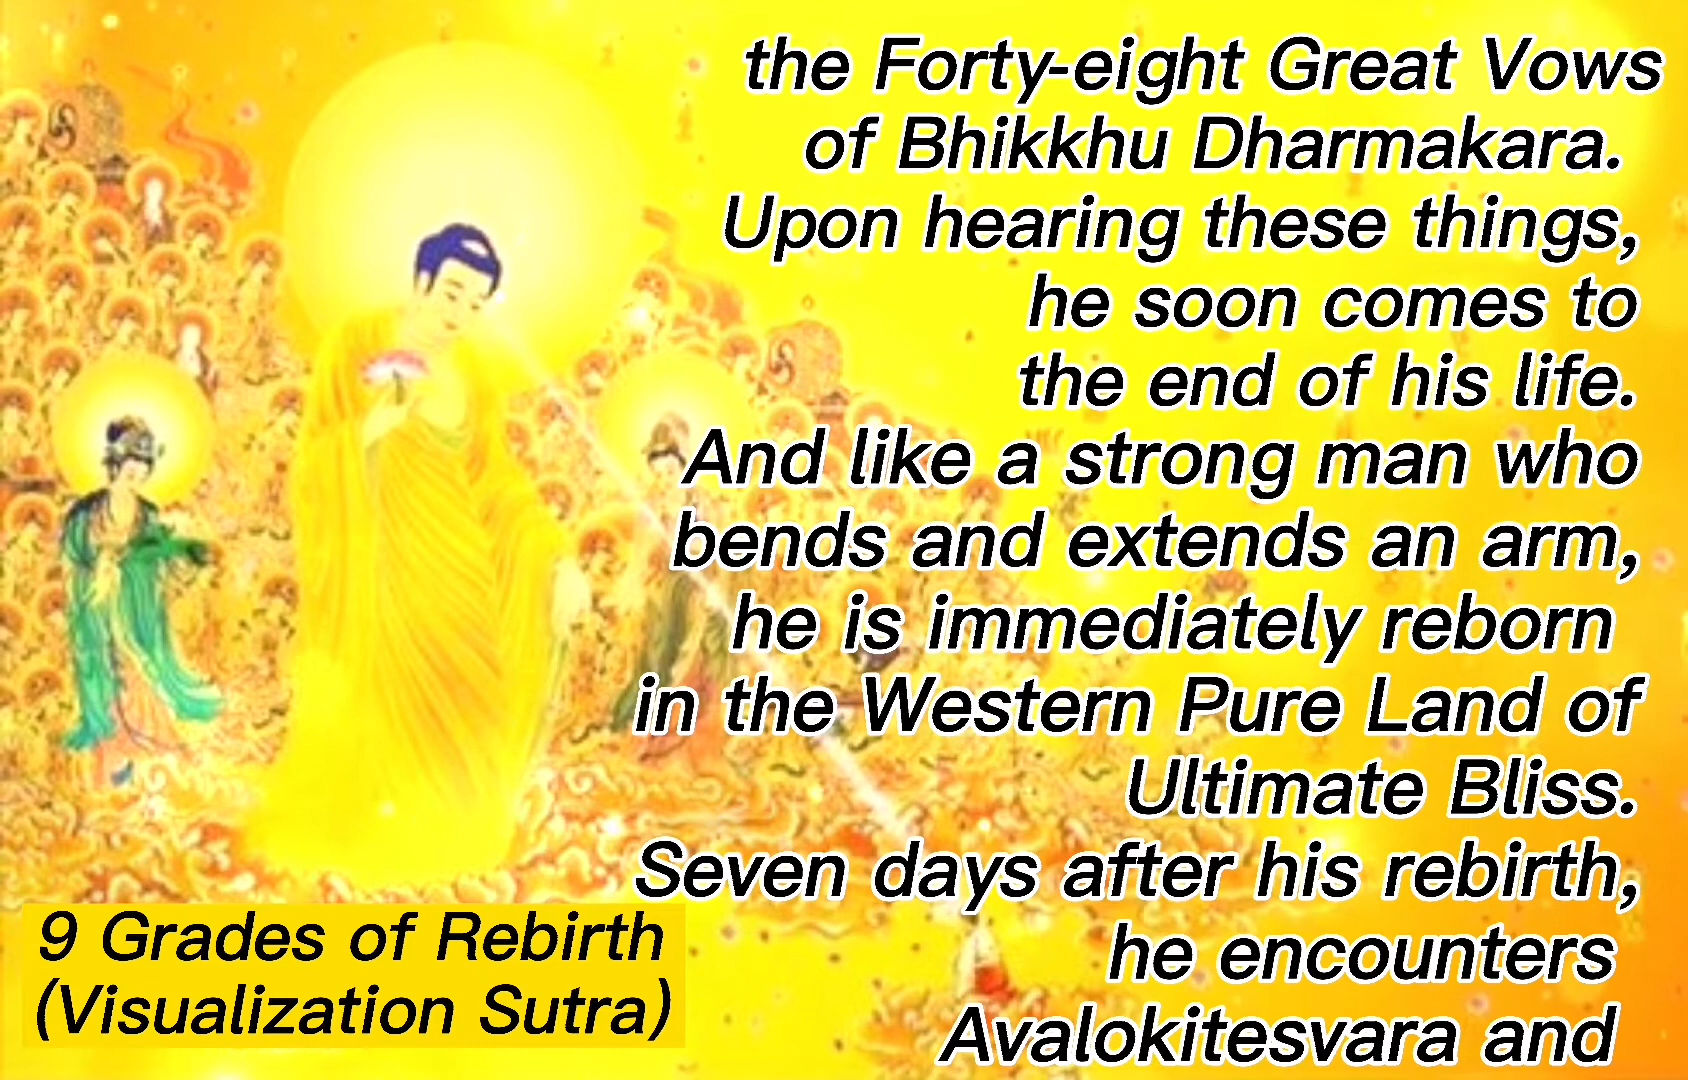 the Forty-eight Great Vows
of Bhikkhu Dharmakara.
Upon hearing these things,
he soon comes to
the end of his life.
And like a strong man who
bends and extends an arm,
he is immediately reborn
in the Western Pure Land of
Ultimate Bliss.
Seven days after his rebirth,
he encounters
Avalokitesvara and
9 Grades of Rebirth
(Visualization Sutra)